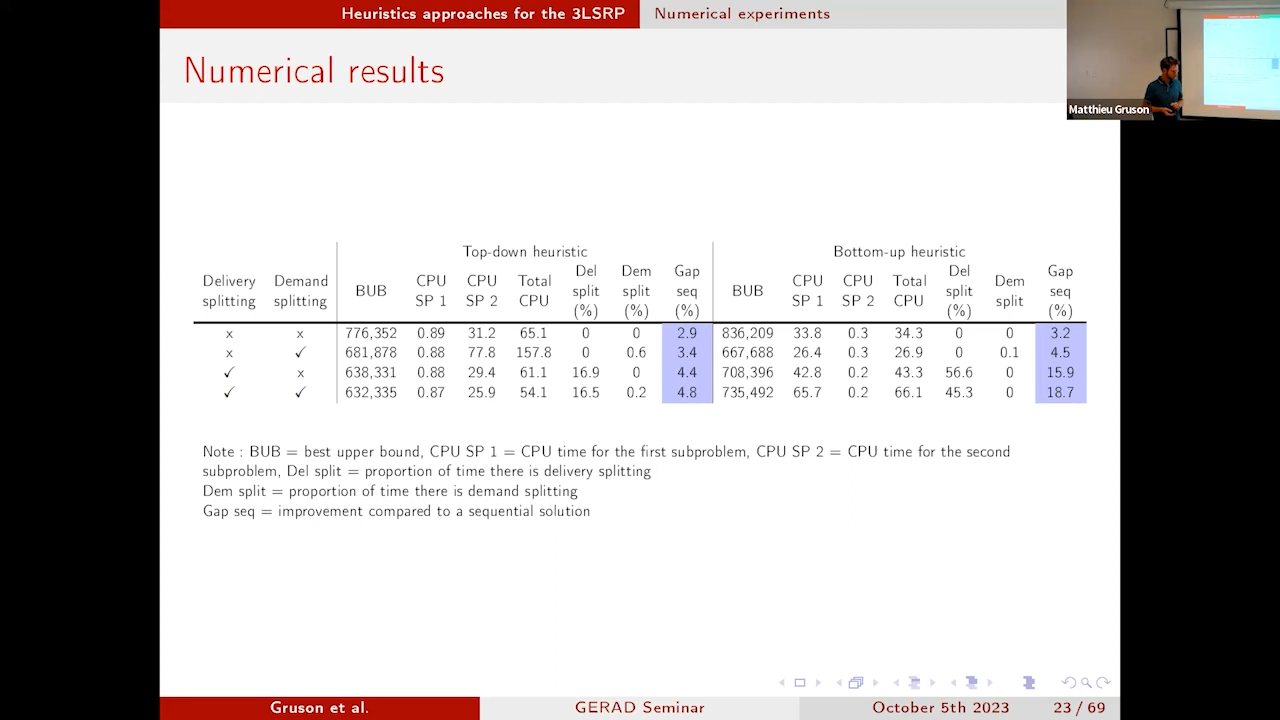 Heuristics approaches for the 3LSRP Numerical experiments
Numerical results
Matthieu Gruson
Top-down heuristic Bottom-up heuristic
Delivery splitting Demand splitting BUB CPU SP 1 CPU SP 2 Total CPU Del split (%) Dem split (%) Gap seq (%) BUB CPU SP 1 CPU SP 2 Total CPU Del split (%) Dem split Gap seq (%)
x x 776,352 0.89 31.2 65.1 0 0 2.9 836,209 33.8 0.3 34.3 0 0 3.2
x ✓ 681,878 0.88 77.8 157.8 0 0.6 3.4 667,688 26.4 0.3 26.9 0 0.1 4.5
✓ x 638,331 0.88 29.4 61.1 16.9 0 4.4 708,396 42.8 0.2 43.3 56.6 0 15.9
✓ ✓ 632,335 0.87 25.9 54.1 16.5 0.2 4.8 735,492 65.7 0.2 66.1 45.3 0 18.7
Note : BUB = best upper bound, CPU SP 1 = CPU time for the first subproblem, CPU SP 2 = CPU time for the second
subproblem, Del split = proportion of time there is delivery splitting
Dem split = proportion of time there is demand splitting
Gap seq = improvement compared to a sequential solution
Gruson et al. GERAD Seminar October 5th 2023 23 / 69